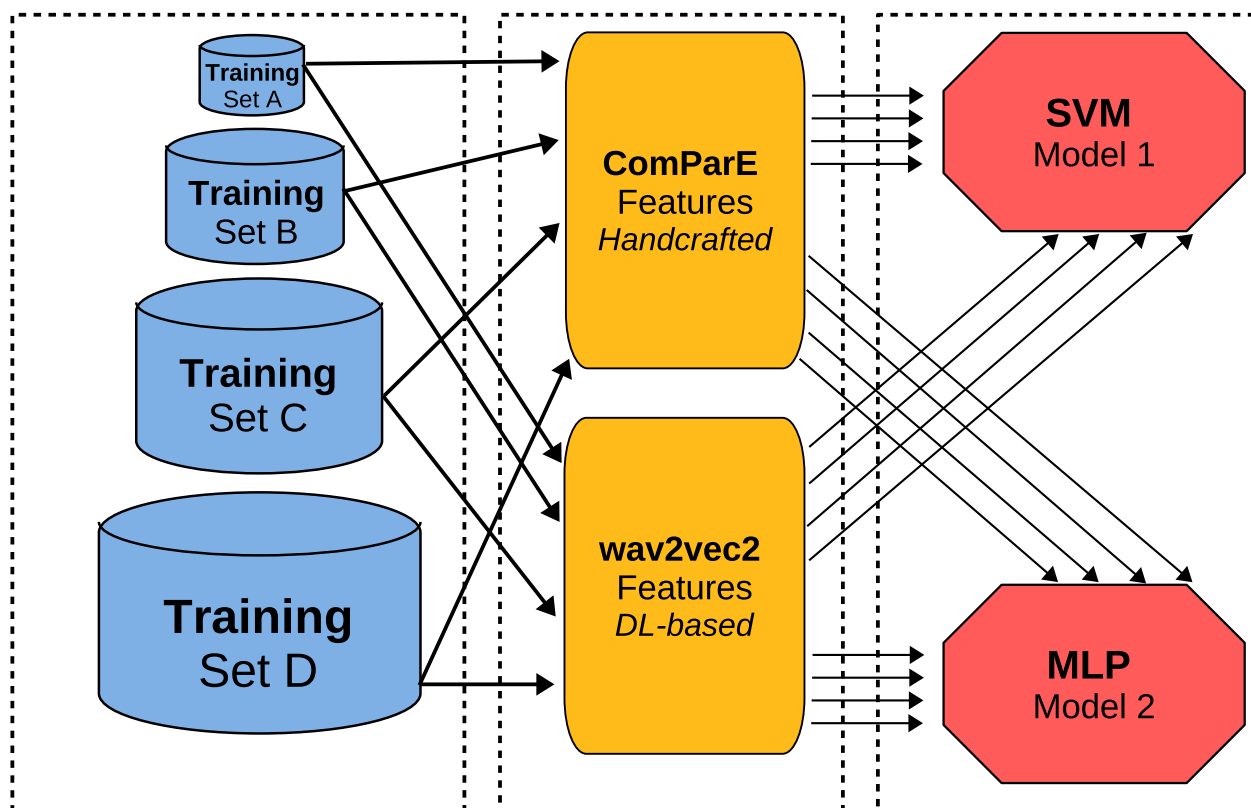 Training
Set A
Training
Set B
Training
Set C
Training
Set D
ComParE
Features
Handcrafted
wav2vec2
Features
DL-based
SVM
Model 1
MLP
Model 2